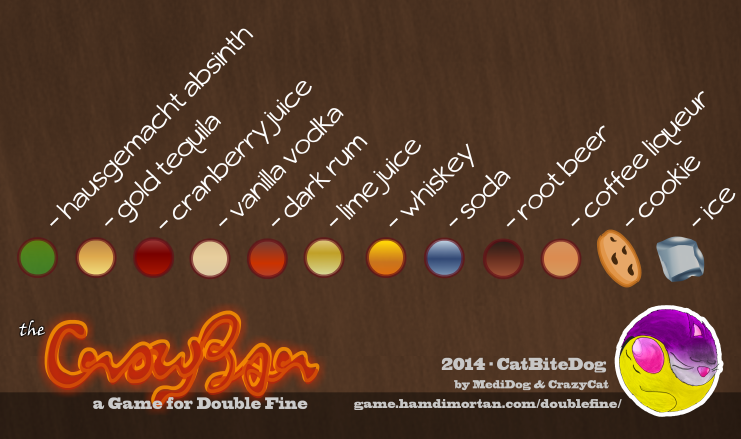 - hausgemacht absinth
- gold tequila
- cranberry juice
- vanilla vodka
- dark rum
- lime juice
- whiskey
- soda
- root beer
- coffee liqueur
- cookie
- ice
the
CrazyBar
a Game for Double Fine
2014 · CatBiteDog
by MediDog & CrazyCat
game.hamdimortan.com/doublefine/